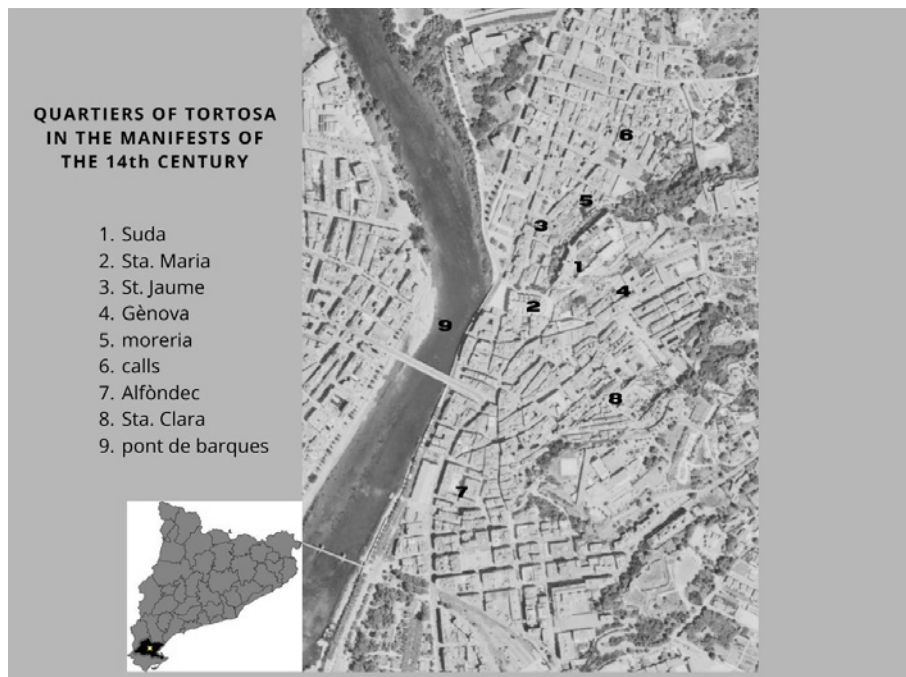 QUARTIERS OF TORTOSA
IN THE MANIFESTS OF
THE 14th CENTURY
1. Suda
2. Sta. Maria
3. St. Jaume
4. Gènova
5. moreria
6. calls
7. Alfòndec
8. Sta. Clara
9. pont de barques
6
5
3
1
4
2
9
8
7